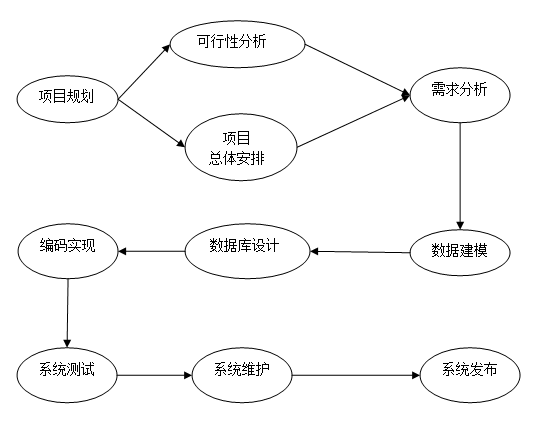 可行性分析
项目规划
需求分析
项目
总体安排
编码实现
数据库设计
数据建模
系统测试
系统维护
系统发布